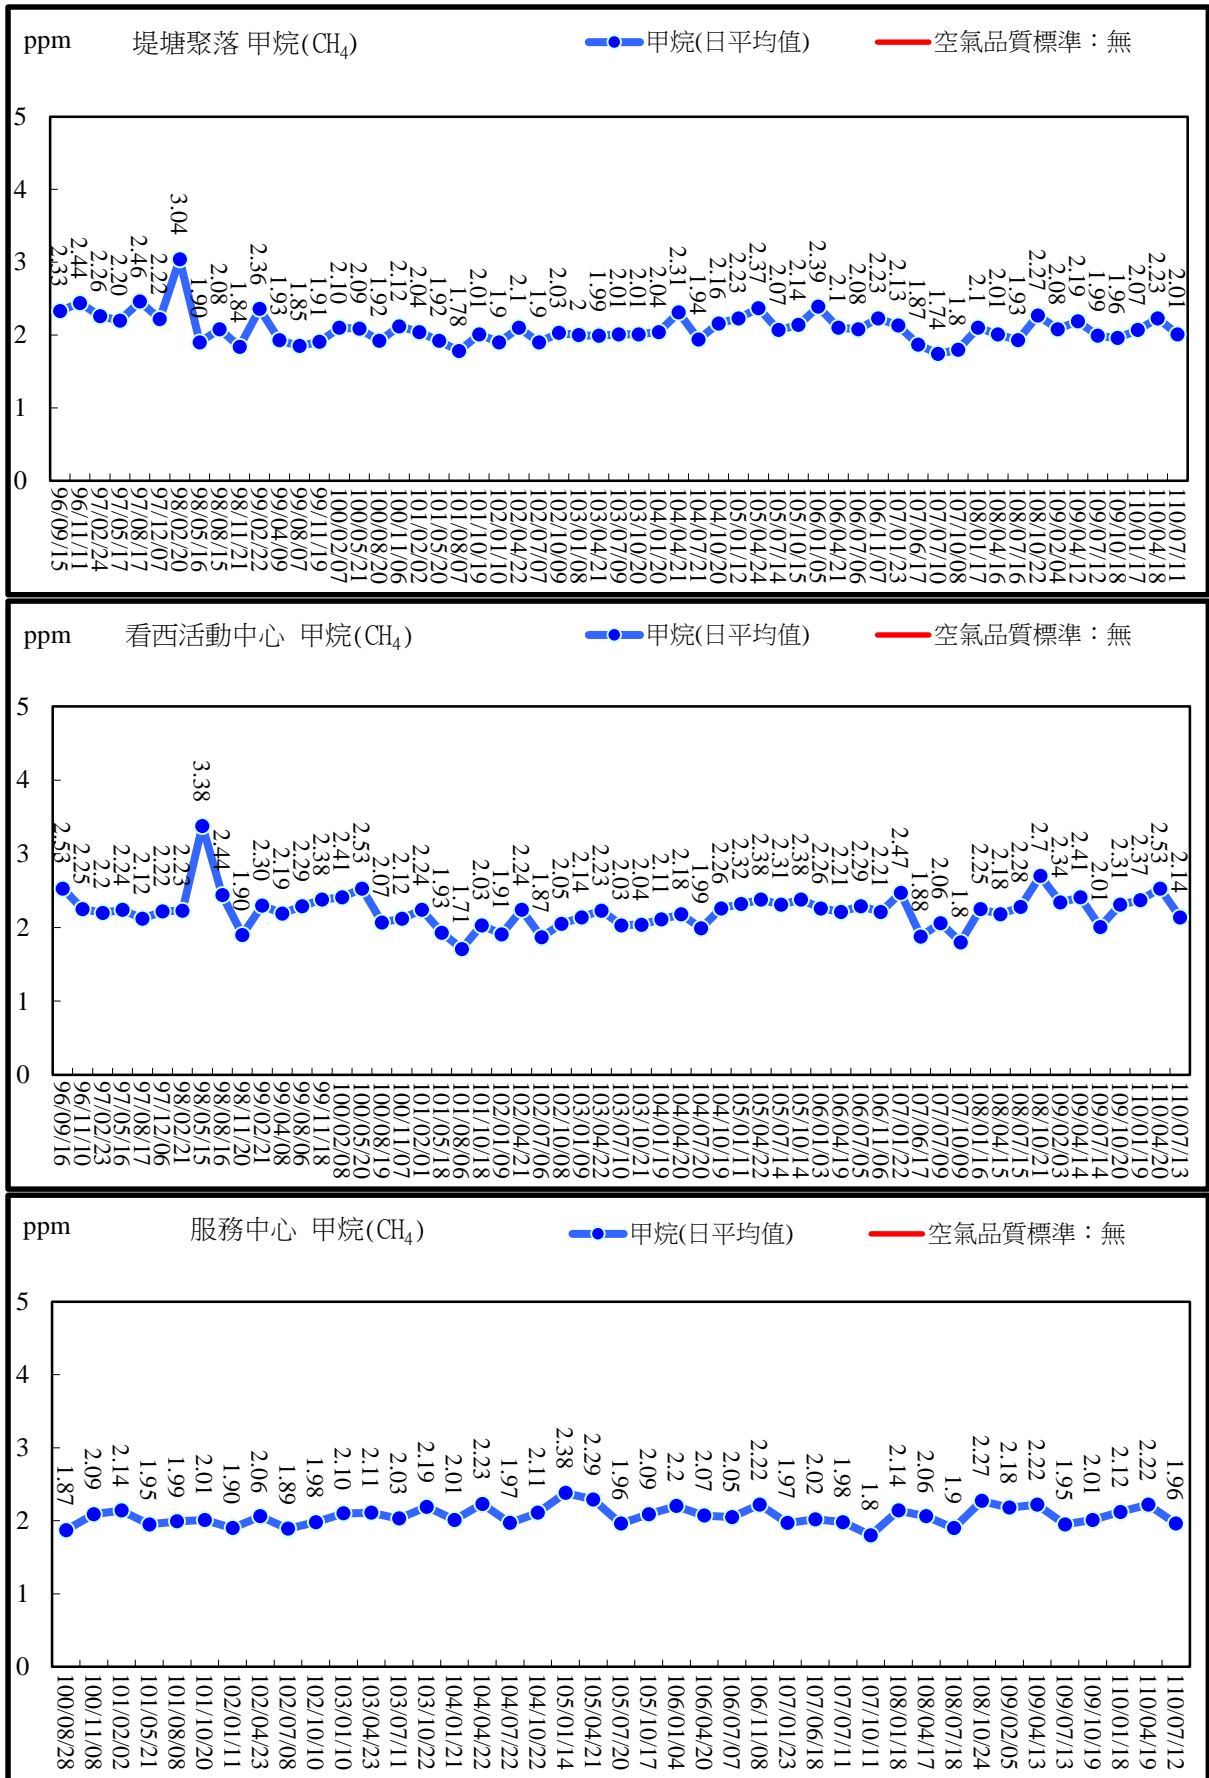 ppm 堤塘聚落 甲烷(CH₄) 甲烷(日平均值) 空氣品質標準：無
5
4
3
2
1
0
2.33 2.44 2.26 2.20 2.46 2.22 3.04 1.90 2.08 1.84 2.36 1.93 1.85 1.91 2.10 2.09 1.92 2.12 2.04 1.92 1.78 2.01 1.9 2.1 1.9 2.03 2 1.99 2.01 2.01 2.04 2.31 1.94 2.16 2.23 2.37 2.07 2.14 2.39 2.1 2.08 2.23 2.13 1.87 1.74 1.8 2.1 2.01 1.93 2.27 2.08 2.19 1.99 1.96 2.07 2.23 2.01
96/09/15 96/11/11 97/02/24 97/05/17 97/08/17 97/12/07 98/02/20 98/05/16 98/08/15 98/11/21 99/02/22 99/04/09 99/08/07 99/11/19 100/02/07 100/05/21 100/08/20 100/11/06 101/02/02 101/05/20 101/08/07 101/10/19 102/01/10 102/04/22 102/07/07 102/10/19 103/01/08 103/04/21 103/07/09 103/10/20 104/01/20 104/04/21 104/07/21 104/10/20 105/01/12 105/04/24 105/07/14 105/10/15 106/01/05 106/04/21 106/07/06 106/11/07 107/01/23 107/06/17 107/07/10 107/10/08 108/01/17 108/04/16 108/07/16 108/10/22 109/02/04 109/04/12 109/07/12 109/10/18 110/01/17 110/04/18 110/07/11
ppm 看西活動中心 甲烷(CH₄) 甲烷(日平均值) 空氣品質標準：無
5
4
3
2
1
0
2.53 2.25 2.2 2.24 2.12 2.22 2.23 3.38 2.44 1.90 2.30 2.19 2.29 2.38 2.41 2.53 2.07 2.12 2.24 1.93 1.71 2.03 1.91 2.24 1.87 2.05 2.14 2.23 2.03 2.04 2.11 2.18 1.99 2.26 2.32 2.38 2.31 2.38 2.26 2.21 2.29 2.21 2.47 1.88 2.06 1.8 2.25 2.18 2.28 2.7 2.34 2.41 2.01 2.31 2.37 2.53 2.14
96/09/16 96/11/10 97/02/23 97/05/16 97/08/17 97/12/06 98/02/21 98/05/15 98/08/16 98/11/20 99/02/21 99/04/08 99/08/06 99/11/18 100/02/08 100/05/20 100/08/19 100/11/07 101/02/01 101/05/18 101/08/06 101/10/18 102/01/09 102/04/21 102/07/06 102/10/08 103/01/09 103/04/22 103/07/10 103/10/21 104/01/19 104/04/20 104/07/20 104/10/19 105/01/11 105/04/22 105/07/14 105/10/14 106/01/03 106/04/19 106/07/05 106/11/06 107/01/22 107/06/17 107/07/09 107/10/09 108/01/16 108/04/15 108/07/15 108/10/21 109/02/03 109/04/14 109/07/14 109/10/20 110/01/19 110/04/20 110/07/13
ppm 服務中心 甲烷(CH₄) 甲烷(日平均值) 空氣品質標準：無
5
4
3
2
1
0
1.87 2.09 2.14 1.95 1.99 2.01 1.90 2.06 1.89 1.98 2.10 2.11 2.03 2.19 2.01 2.23 1.97 2.11 2.38 2.29 1.96 2.09 2.2 2.07 2.05 2.22 1.97 2.02 1.98 1.8 2.14 2.06 1.9 2.27 2.18 2.22 1.95 2.01 2.12 2.22 1.96
100/08/28 100/11/08 101/02/02 101/05/21 101/08/08 101/10/20 102/01/11 102/04/23 102/07/08 102/10/10 103/01/10 103/04/23 103/07/11 103/10/22 104/01/21 104/04/22 104/07/22 104/10/22 105/01/14 105/04/21 105/07/20 105/10/17 106/01/04 106/04/20 106/07/04 106/11/08 107/01/23 107/06/18 107/07/11 107/10/11 108/01/18 108/04/17 108/07/18 108/10/24 109/02/05 109/04/13 109/07/13 109/10/19 110/01/18 110/04/19 110/07/12